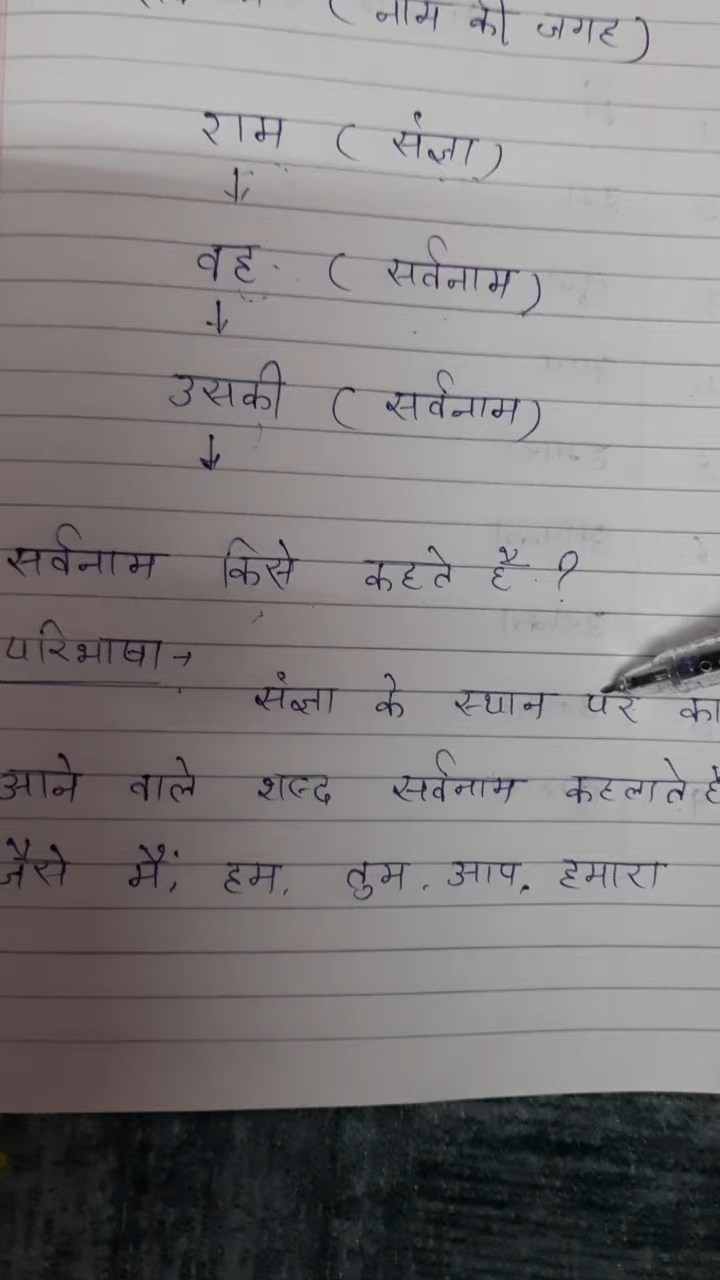 ( नाम की जगह )
राम ( संज्ञा )
↓
वह ( सर्वनाम )
↓
उसकी ( सर्वनाम )
↓
सर्वनाम किसे कहते है ?
परिभाषा →
संज्ञा के स्थान पर का
आने वाले शब्द सर्वनाम कहलाते है
जैसे मैं, हम, तुम, आप, हमारा